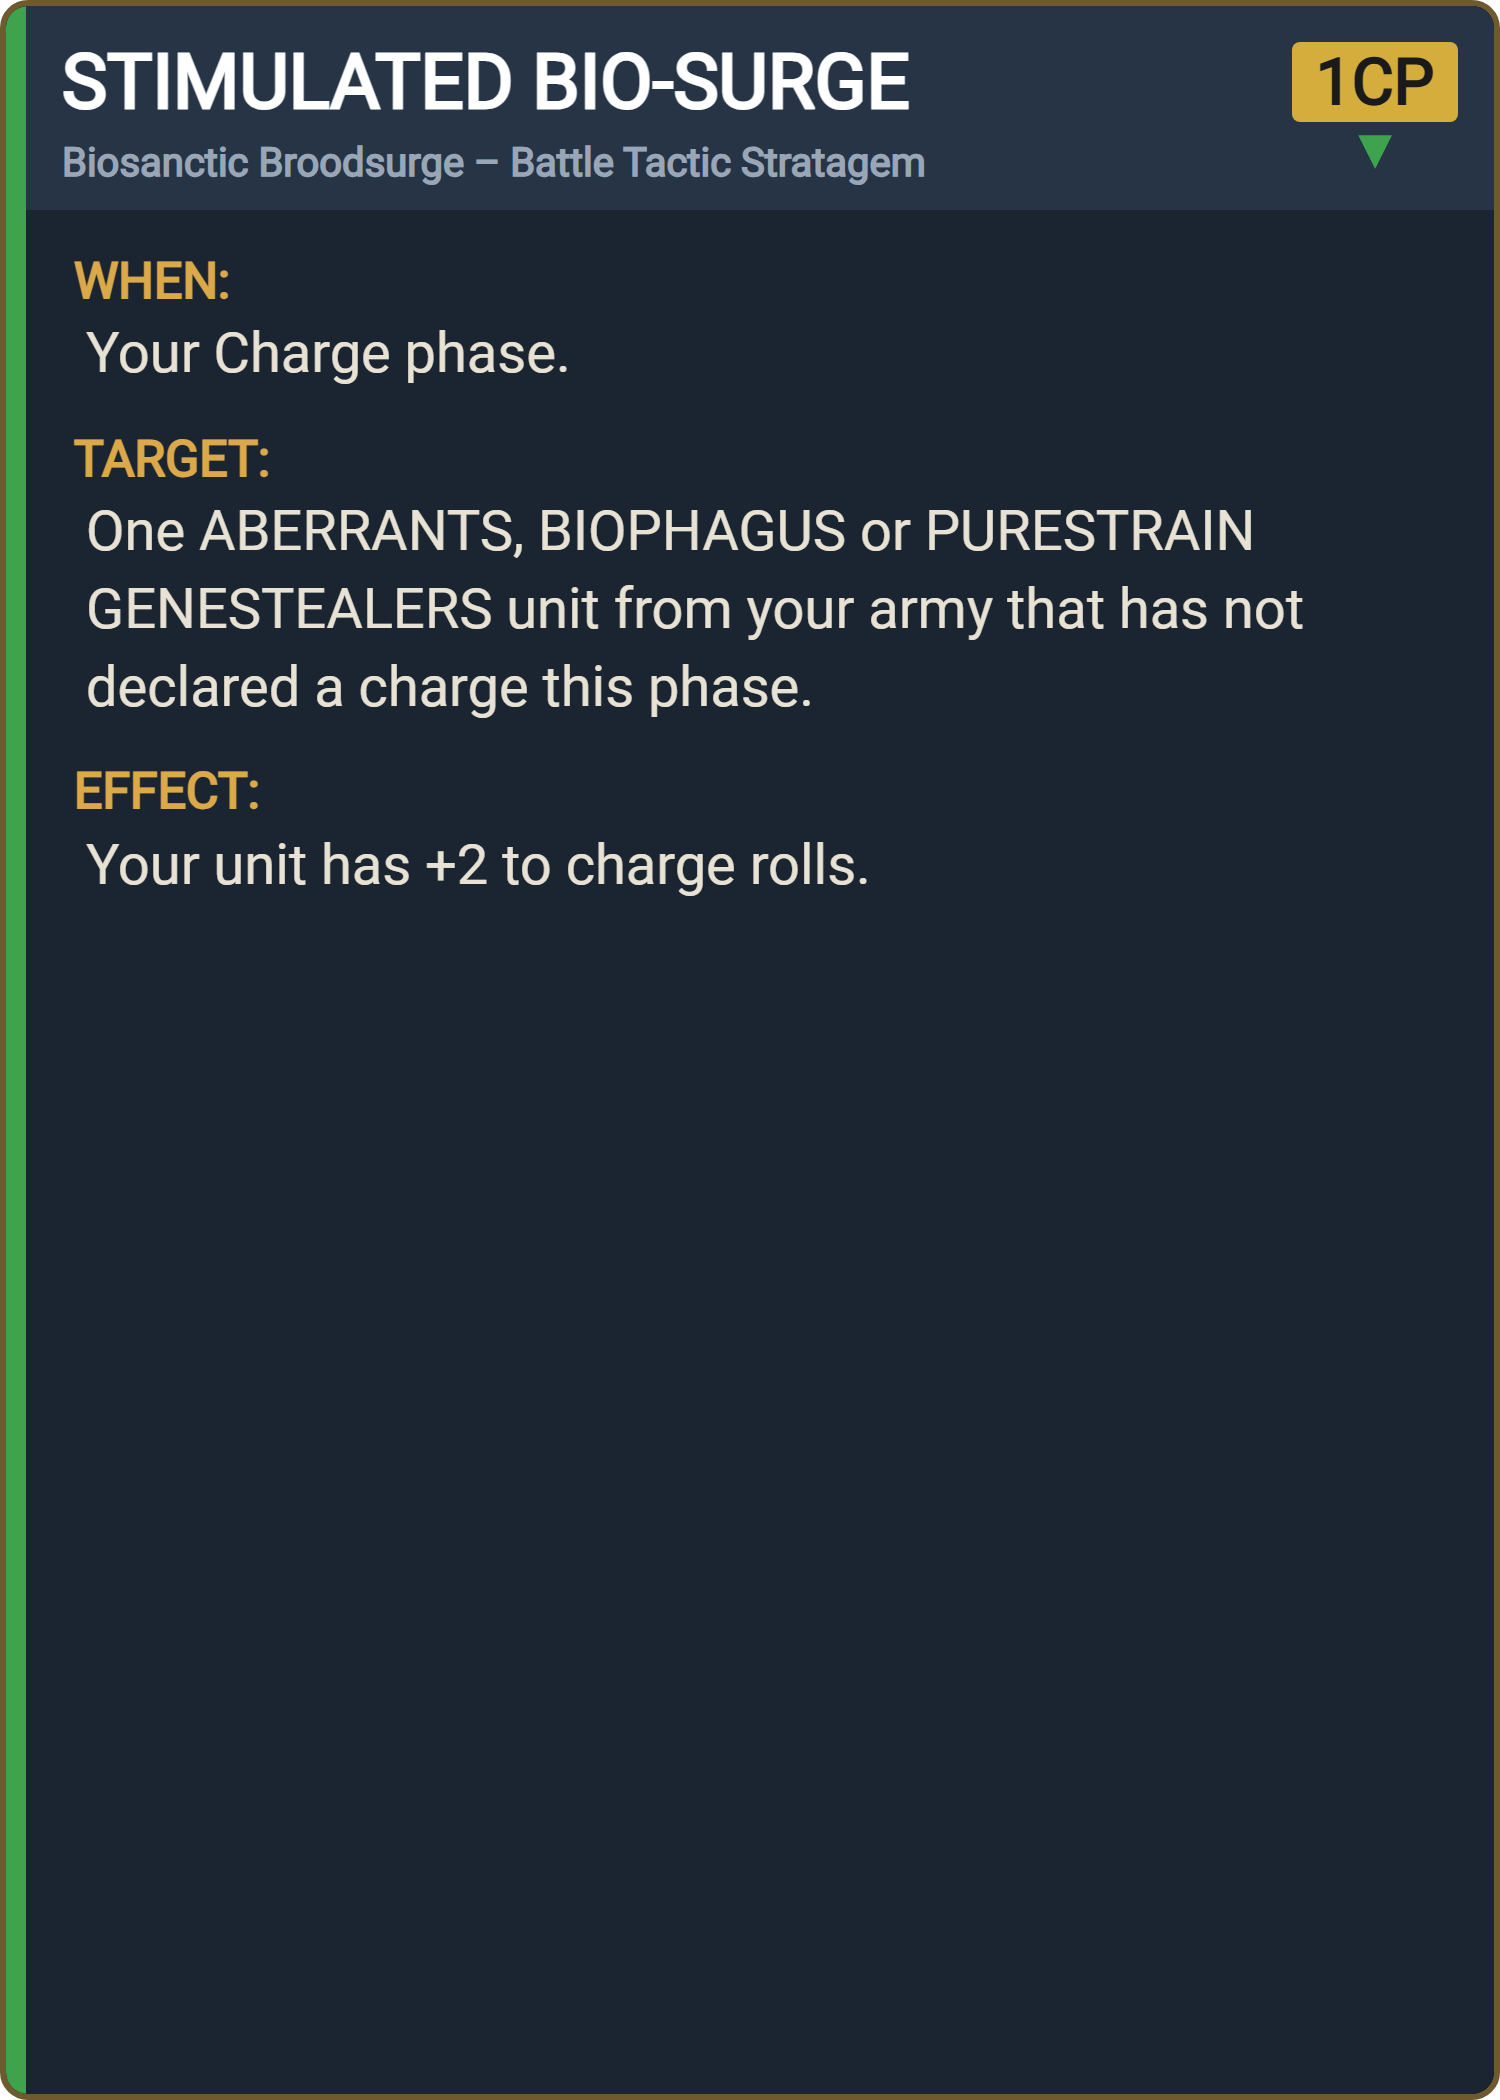 STIMULATED BIO-SURGE
1CP
Biosanctic Broodsurge – Battle Tactic Stratagem
WHEN:
Your Charge phase.
TARGET:
One ABERRANTS, BIOPHAGUS or PURESTRAIN
GENESTEALERS unit from your army that has not
declared a charge this phase.
EFFECT:
Your unit has +2 to charge rolls.